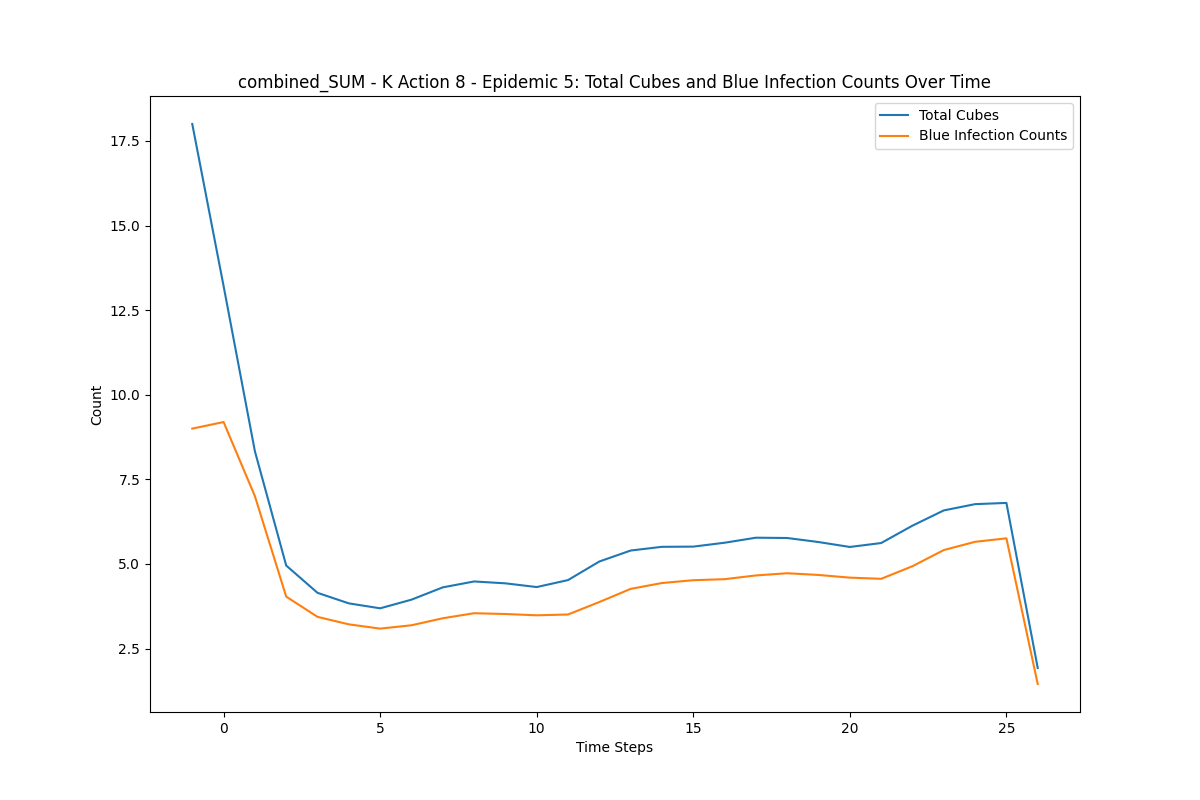 combined_SUM - K Action 8 - Epidemic 5: Total Cubes and Blue Infection Counts Over Time
Total Cubes
Blue Infection Counts
17.5
15.0
12.5
10.0
7.5
5.0
2.5
Count
0 5 10 15 20 25
Time Steps